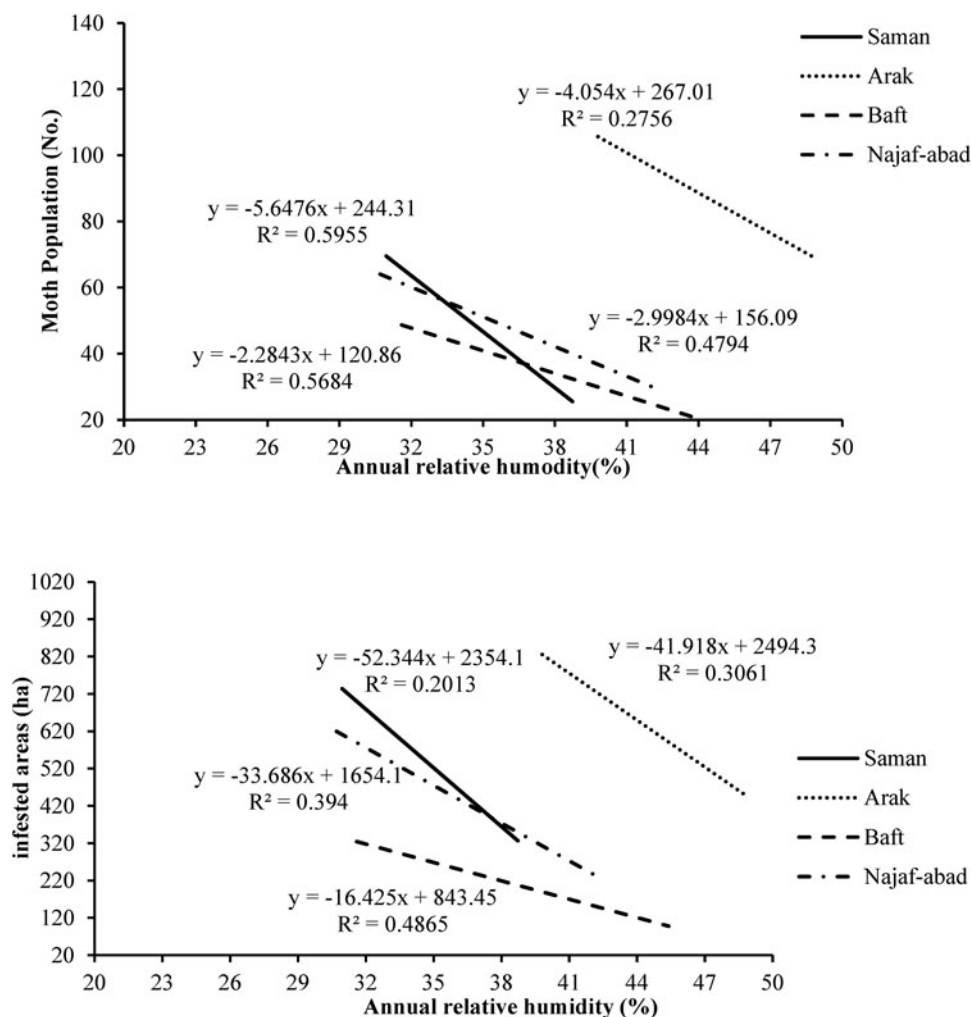 140
120
100
80
60
40
20
Moth Population (No.)
y = -4.054x + 267.01
R² = 0.2756
y = -5.6476x + 244.31
R² = 0.5955
y = -2.9984x + 156.09
R² = 0.4794
y = -2.2843x + 120.86
R² = 0.5684
Saman
Arak
Baft
Najaf-abad
20 23 26 29 32 35 38 41 44 47 50
Annual relative humodity(%)
1020
920
820
720
620
520
420
320
220
120
20
infested areas (ha)
y = -52.344x + 2354.1
R² = 0.2013
y = -41.918x + 2494.3
R² = 0.3061
y = -33.686x + 1654.1
R² = 0.394
y = -16.425x + 843.45
R² = 0.4865
Saman
Arak
Baft
Najaf-abad
20 23 26 29 32 35 38 41 44 47 50
Annual relative humidity (%)